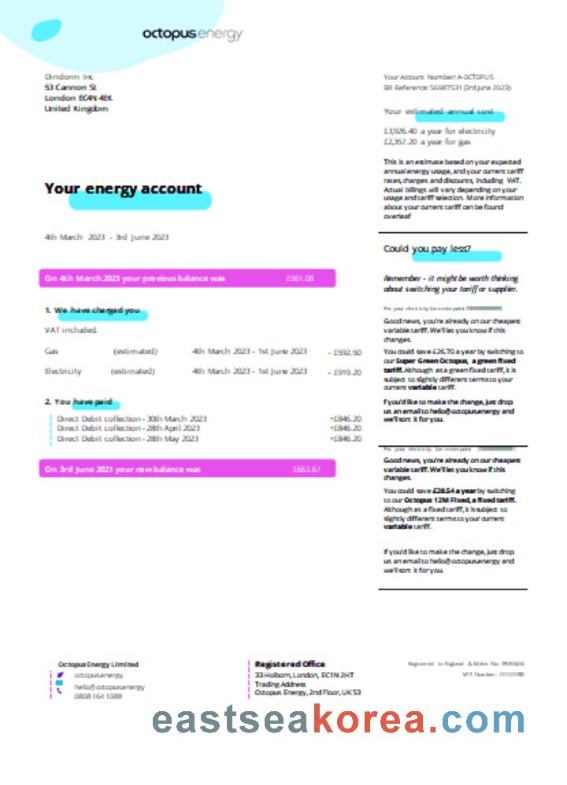 octopusenergy
Dindorm Inc
53 Cannon St
London EC4N 4EK
United Kingdom
Your Account Number: A-0CTOPUS
Bill Reference: 56987531 (3rd June 2023)
Your estimated annual cost
£3,926.40 a year for electricity
£2,357.20 a year for gas
This is an estimate based on your expected
annual energy usage, and your current tariff
rates, charges and discounts, including VAT.
Actual billings will vary depending on your
usage and tariff selection. More information
about your current tariff can be found
overleaf
Your energy account
4th March 2023 - 3rd June 2023
Could you pay less?
Remember - it might be worth thinking
about switching your tariff or supplier.
On 4th March 2023 your previous balance was £561.08
1. We have charged you
VAT included.
Gas (estimated) 4th March 2023 - 1st June 2023 - £592.50
Electricity (estimated) 4th March 2023 - 1st June 2023 - £919.20
2. You have paid
Direct Debit collection - 30th March 2023 +£846.20
Direct Debit collection - 28th April 2023 +£846.20
Direct Debit collection - 28th May 2023 +£846.20
On 3rd June 2023 your new balance was £663.67
For your electricity
Good news, you're already on our cheapest
variable tariff. We'll let you know if this
changes.
You could save £26.70 a year by switching to
our Super Green Octopus, a green fixed
tariff. Although as a green fixed tariff, it is
subject to slightly different terms to your
current variable tariff.
If you'd like to make the change, just drop
us an email to hello@octopusenergy and
we'll sort it for you.
For your electricity
Good news, you're already on our cheapest
variable tariff. We'll let you know if this
changes.
You could save £28.54 a year by switching
to our Octopus 12M Fixed, a fixed tariff.
Although as a fixed tariff, it is subject to
slightly different terms to your current
variable tariff.
If you'd like to make the change, just drop
us an email to hello@octopusenergy and
we'll sort it for you.
Octopus Energy Limited
octopusenergy
hello@octopusenergy
0808 164 1088
Registered Office
33 Holborn, London, EC1N 2HT
Trading Address
Octopus Energy, 2nd Floor, UK 53
Registered in England & Wales No.
VAT Number:
eastseakorea.com